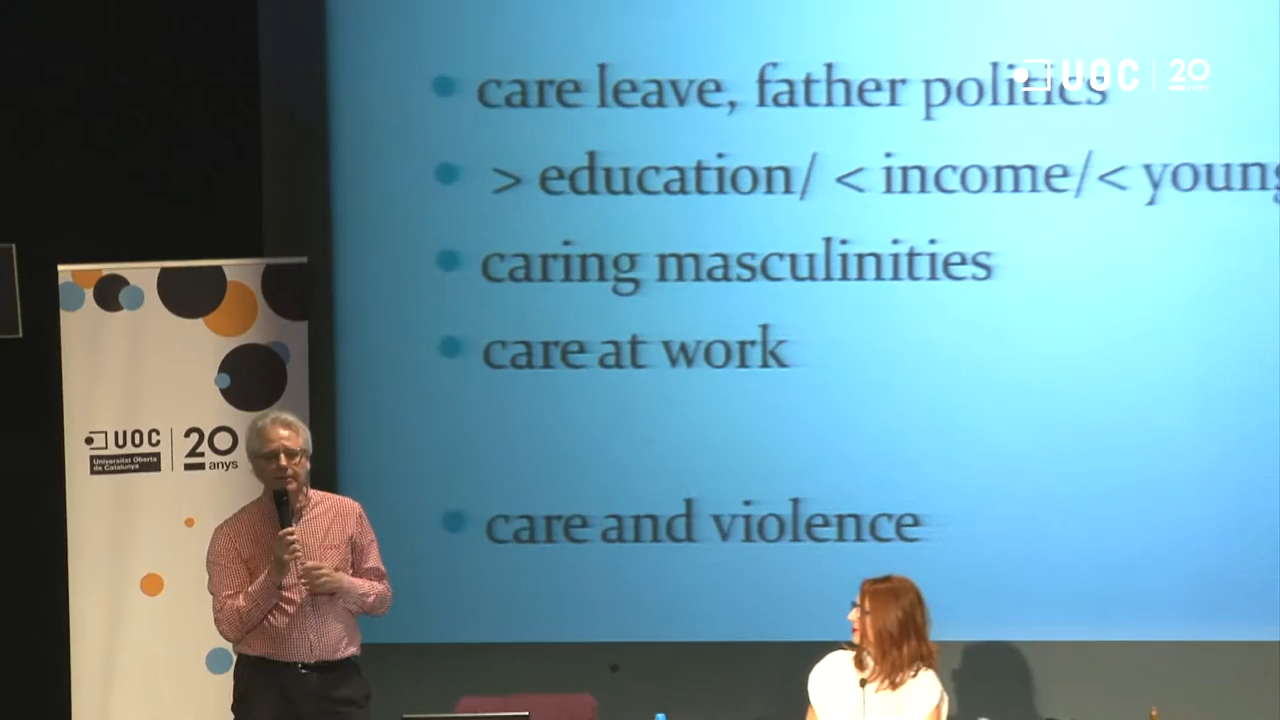 care leave, father politics
UOC 20
> education/ < income/< young
caring masculinities
care at work
UOC 20
Universitat Oberta
de Catalunya
anys
care and violence